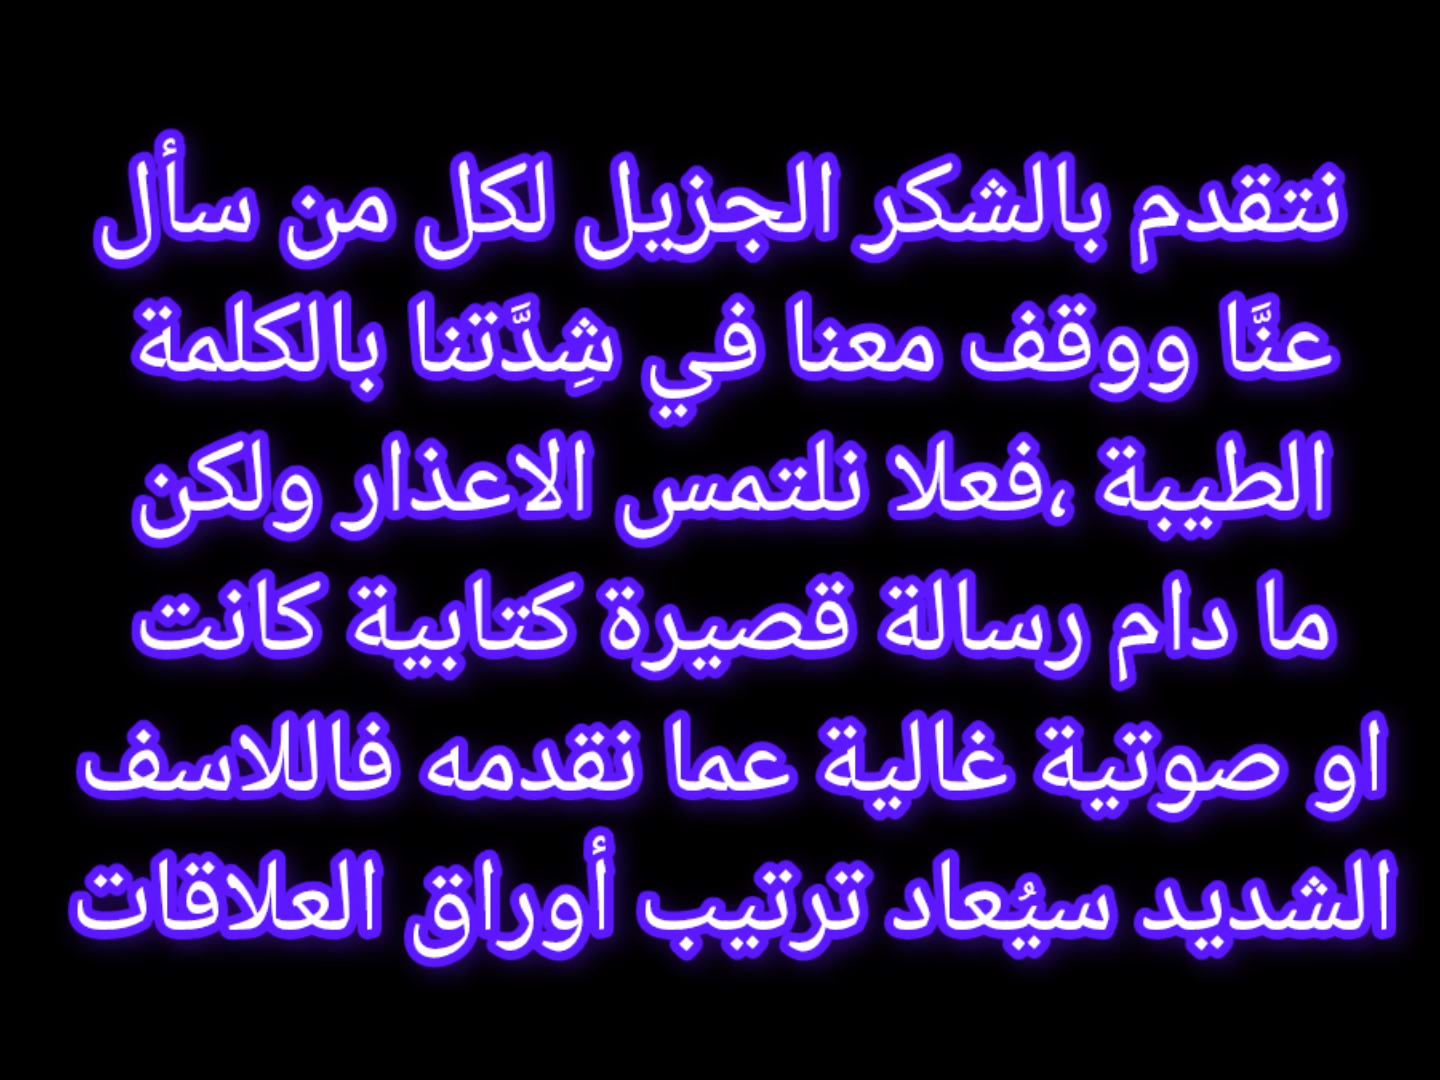 نتقدم بالشكر الجزيل لكل من سأل
عنَّا ووقف معنا في شِدَّتنا بالكلمة
الطيبة ،فعلا نلتمس الاعذار ولكن
ما دام رسالة قصيرة كتابية كانت
او صوتية غالية عما نقدمه فاللاسف
الشديد سيُعاد ترتيب أوراق العلاقات